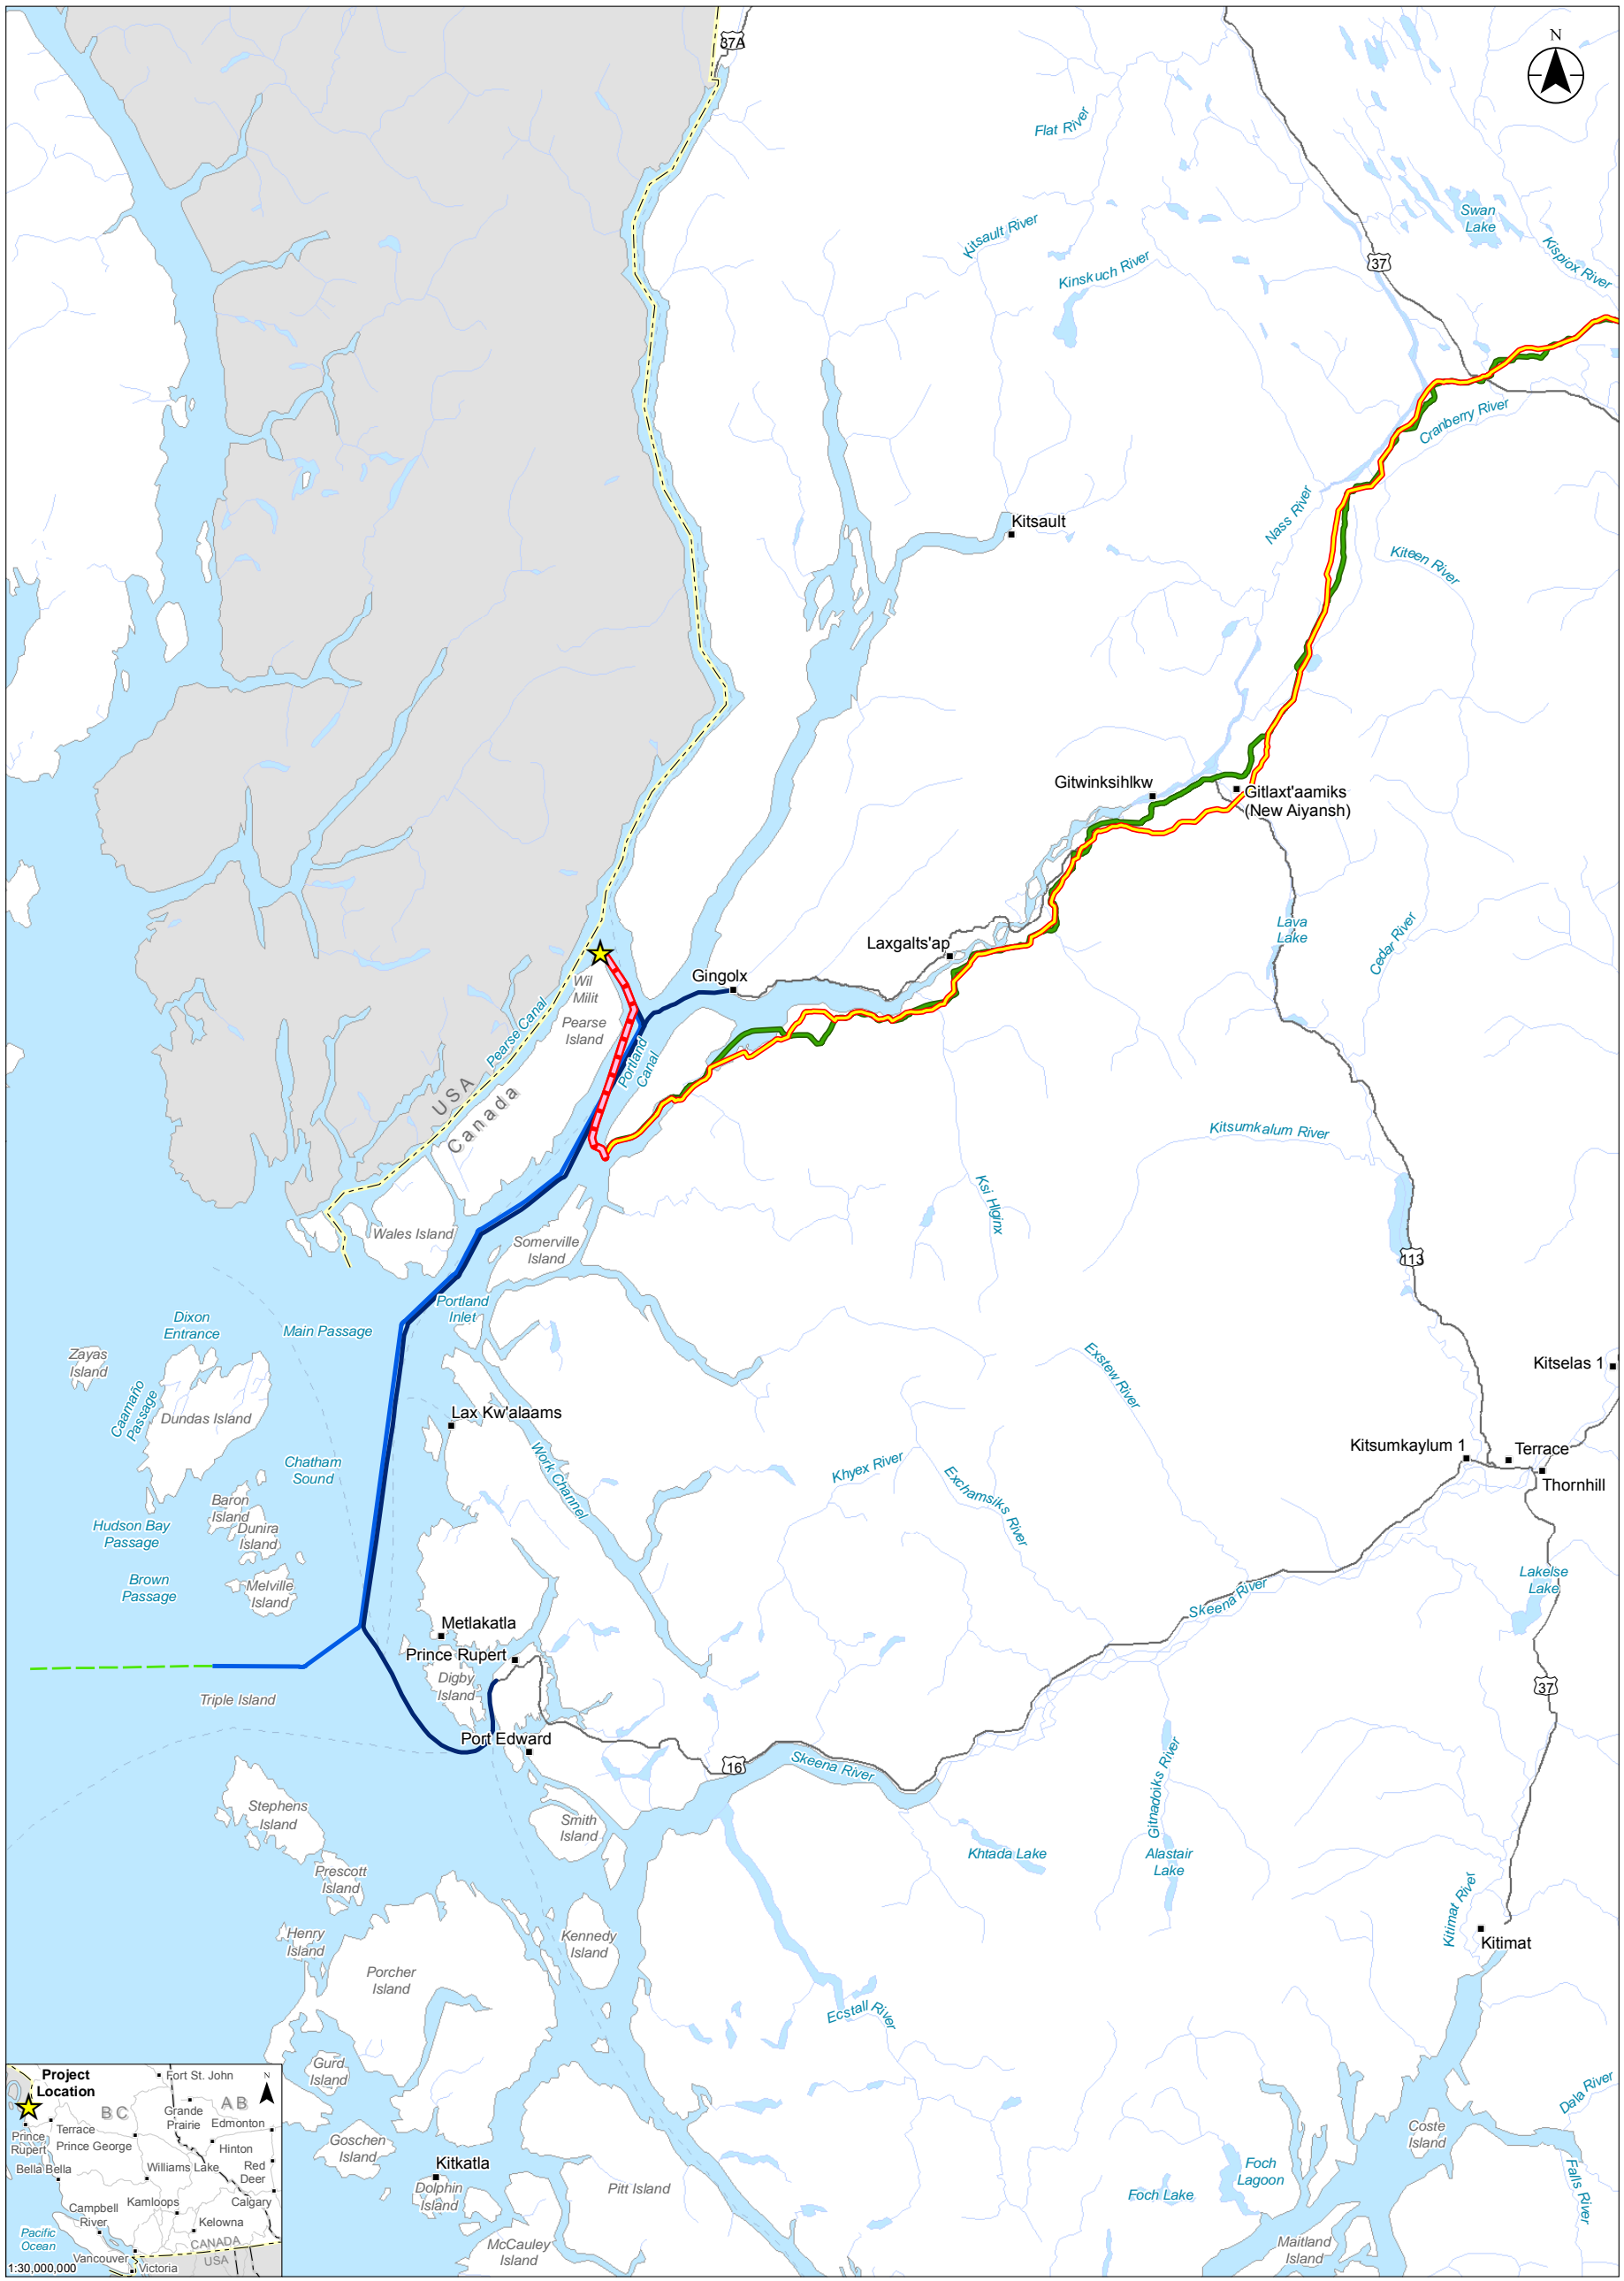 37A
N
Flat River
Swan
Lake
Kitsault River
Kispiox River
37
Kinskuch River
Cranberry River
Kitsault
Nass River
Kiteen River
Gitwinksihlkw
Gitlaxt'aamiks
(New Aiyansh)
Lava
Lake
Cedar River
Laxgalts'ap
Gingolx
Wil
Milit
Pearse
Island
Pearse Canal
Portland
Canal
USA
Canada
Kitsumkalum River
Ksi Hlginx
Wales Island
Somerville
Island
113
Portland
Inlet
Dixon
Entrance
Main Passage
Zayas
Island
Caamaño
Passage
Dundas Island
Exstew River
Kitselas 1
Lax Kw'alaams
Work Channel
Kitsumkaylum 1
Terrace
Thornhill
Chatham
Sound
Khyex River
Exchamsiks River
Baron
Island
Dunira
Island
Hudson Bay
Passage
Brown
Passage
Melville
Island
Lakelse
Lake
Skeena River
Metlakatla
Prince Rupert
Digby
Island
Triple Island
37
Port Edward
16
Skeena River
Gitnadoiks River
Stephens
Island
Smith
Island
Khtada Lake
Alastair
Lake
Prescott
Island
Kitimat River
Henry
Island
Kennedy
Island
Kitimat
Porcher
Island
Ecstall River
Gurd
Island
Dala River
Coste
Island
Goschen
Island
Kitkatla
Dolphin
Island
Pitt Island
Foch
Lagoon
Foch Lake
Falls River
McCauley
Island
Maitland
Island
Project
Location
Fort St. John
N
BC
AB
Grande
Prairie
Edmonton
Terrace
Prince
Rupert
Prince George
Hinton
Bella Bella
Williams Lake
Red
Deer
Campbell
River
Kamloops
Calgary
Kelowna
Pacific
Ocean
CANADA
USA
Vancouver
Victoria
1:30,000,000